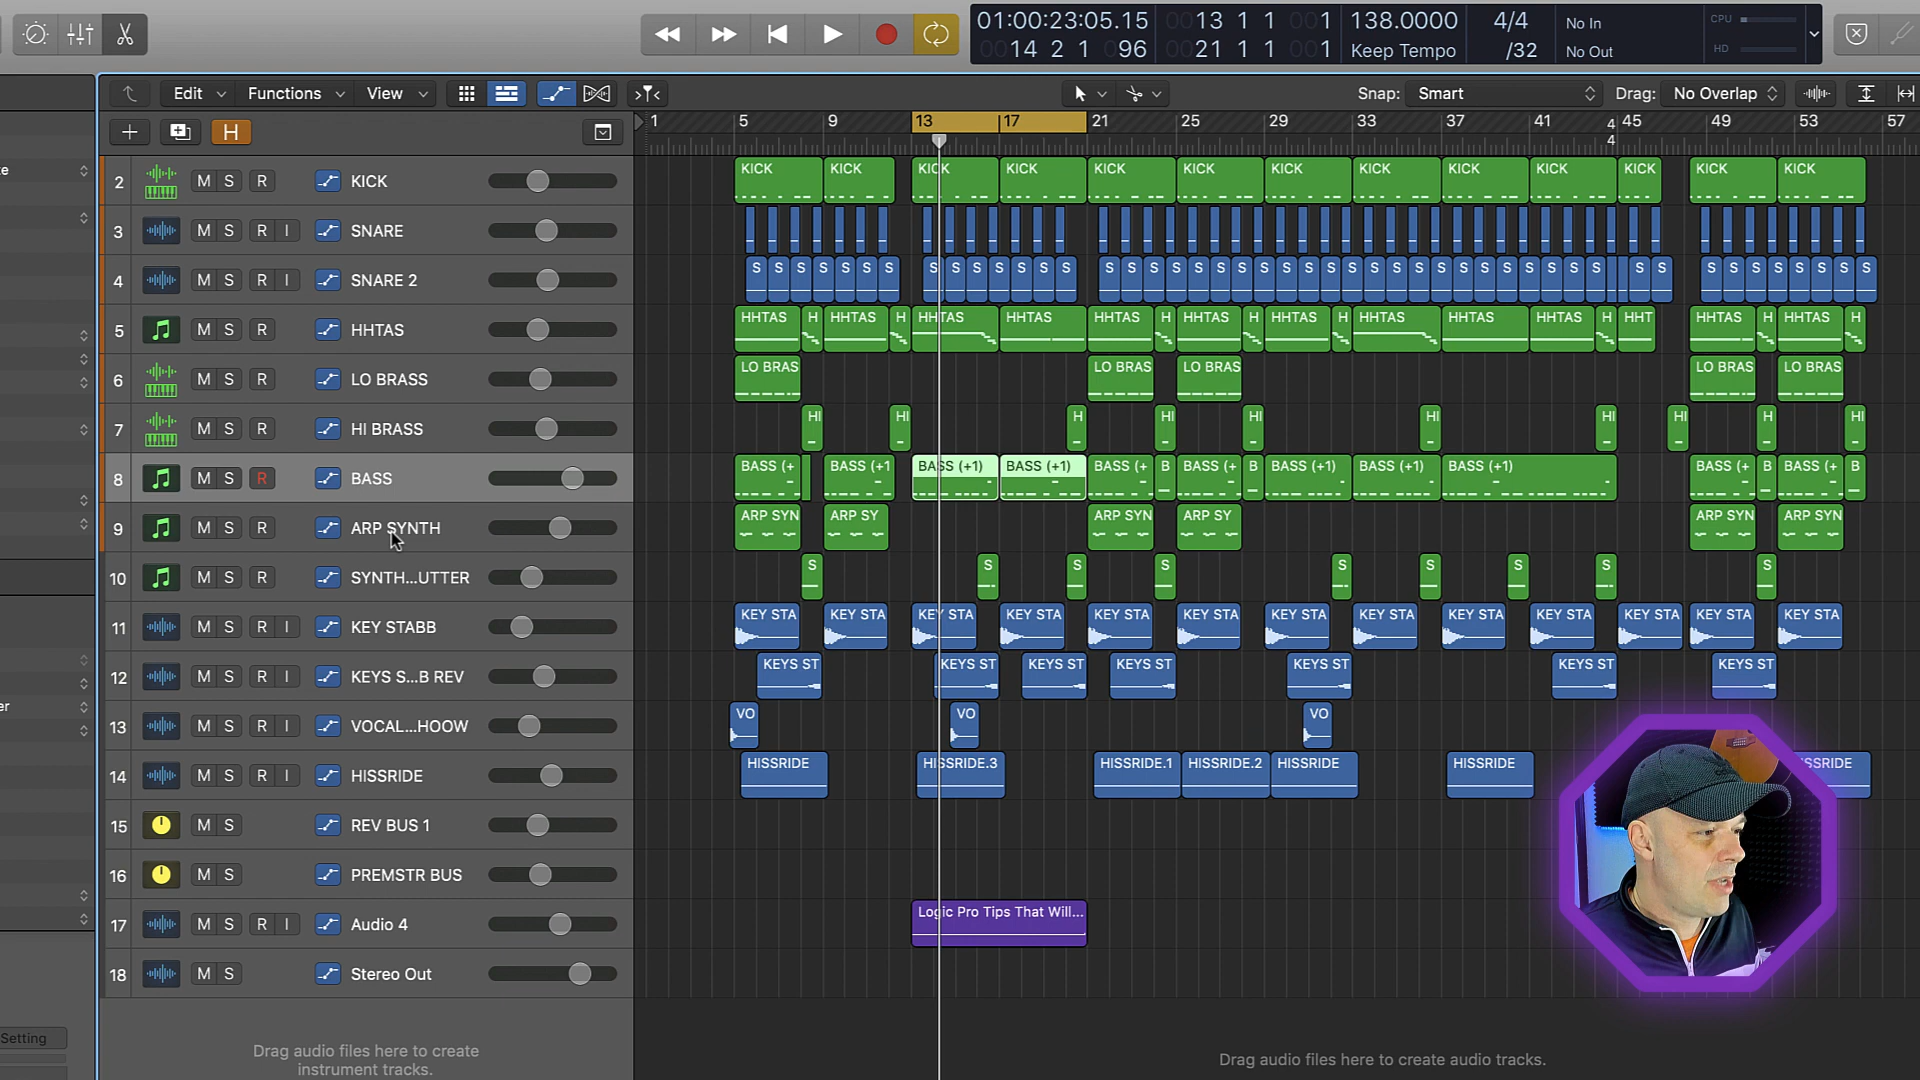 01:00:23:05.15
0014 2 1 096
0013 1 1 001
0021 1 1 001
138.0000
Keep Tempo
4/4
/32
No In
No Out
CPU
HD
Edit
Functions
View
Snap: Smart
Drag: No Overlap
H
1 5 9 13 17 21 25 29 33 37 41 45 49 53 57
4
4
2 M S R KICK
KICK KICK KICK KICK KICK KICK KICK KICK KICK KICK KICK KICK
3 M S R I SNARE
4 M S R I SNARE 2
S S S S S S S S S S S S S S S S S S S S S S S S S S S S S S S S S S S S S S S S S S S S S S S
5 M S R HHTAS
HHTAS H HHTAS H HHTAS HHTAS HHTAS H HHTAS H HHTAS H HHTAS HHTAS HHTAS H HHT HHTAS H HHTAS H
6 M S R LO BRASS
LO BRAS LO BRAS LO BRAS LO BRAS LO BRAS
7 M S R HI BRASS
HI HI H HI HI HI HI HI H HI
8 M S R BASS
BASS (+ BASS (+1 BASS (+1) BASS (+1) BASS (+ B BASS (+ B BASS (+1) BASS (+1) BASS (+1) BASS (+ B BASS (+ B
9 M S R ARP SYNTH
ARP SYN ARP SY ARP SYN ARP SY ARP SYN ARP SYN
10 M S R SYNTH...UTTER
S S S S S S S S S
11 M S R I KEY STABB
KEY STA KEY STA KEY STA KEY STA KEY STA KEY STA KEY STA KEY STA KEY STA KEY STA KEY STA KEY STA KEY STA
12 M S R I KEYS S...B REV
KEYS ST KEYS ST KEYS ST KEYS ST KEYS ST KEYS ST KEYS ST
13 M S R I VOCAL...HOOW
VO VO VO
14 M S R I HISSRIDE
HISSRIDE HISSRIDE.3 HISSRIDE.1 HISSRIDE.2 HISSRIDE HISSRIDE SSRIDE
15 M S REV BUS 1
16 M S PREMSTR BUS
17 M S R I Audio 4
Logic Pro Tips That Will...
18 M S Stereo Out
Setting
Drag audio files here to create
instrument tracks.
Drag audio files here to create audio tracks.